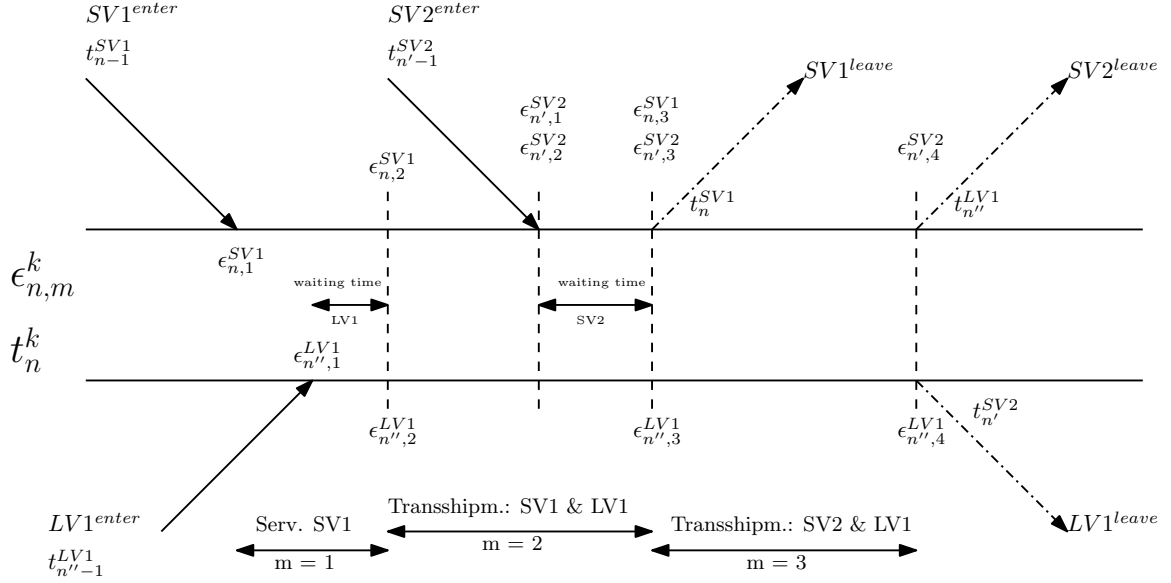 SV1^{enter}
SV2^{enter}
t_{n-1}^{SV1}
t_{n'-1}^{SV2}
SV1^{leave}
SV2^{leave}
ϵ_{n',1}^{SV2}
ϵ_{n,3}^{SV1}
ϵ_{n,2}^{SV1}
ϵ_{n',2}^{SV2}
ϵ_{n',3}^{SV2}
ϵ_{n',4}^{SV2}
t_n^{SV1}
t_{n''}^{LV1}
ϵ_{n,1}^{SV1}
ϵ_{n,m}^k
waiting time
LV1
waiting time
SV2
t_n^k
ϵ_{n'',1}^{LV1}
t_{n'}^{SV2}
ϵ_{n'',2}^{LV1}
ϵ_{n'',3}^{LV1}
ϵ_{n'',4}^{LV1}
LV1^{enter}
t_{n''-1}^{LV1}
Serv. SV1
m = 1
Transshipm.: SV1 & LV1
m = 2
Transshipm.: SV2 & LV1
m = 3
LV1^{leave}